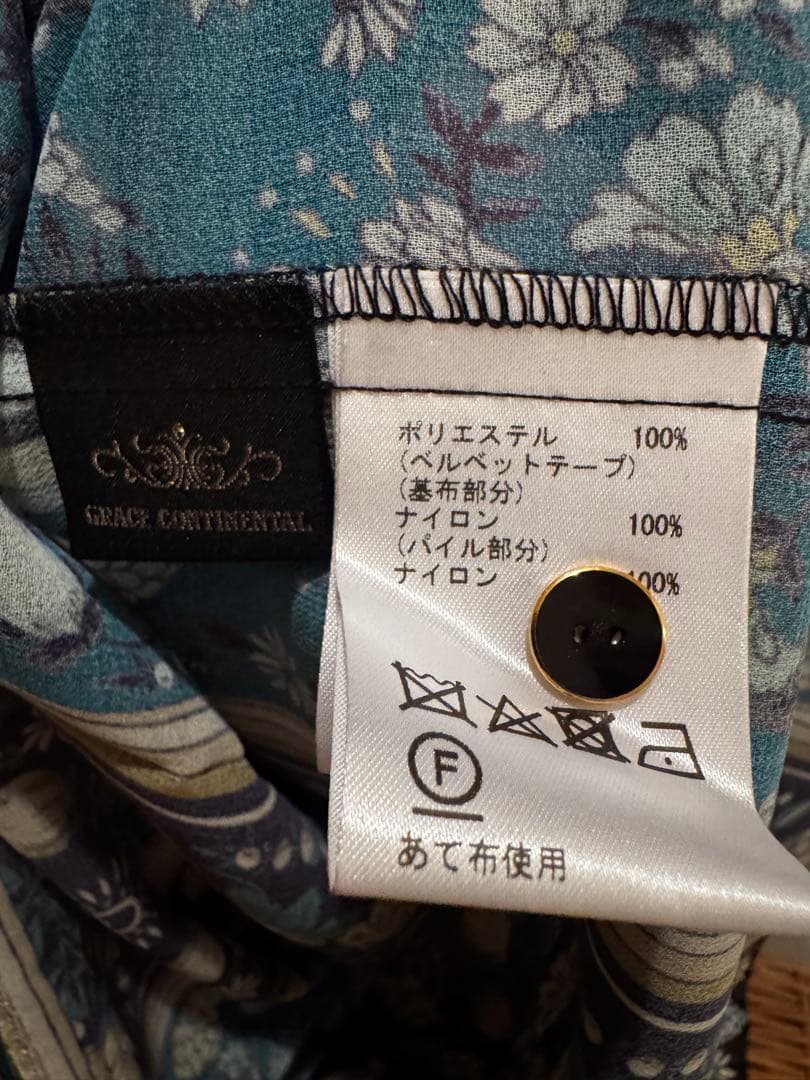 GRACE CONTINENTAL
ポリエステル 100%
(ベルベットテープ)
(基布部分)
ナイロン 100%
(パイル部分)
ナイロン 100%
F
あて布使用